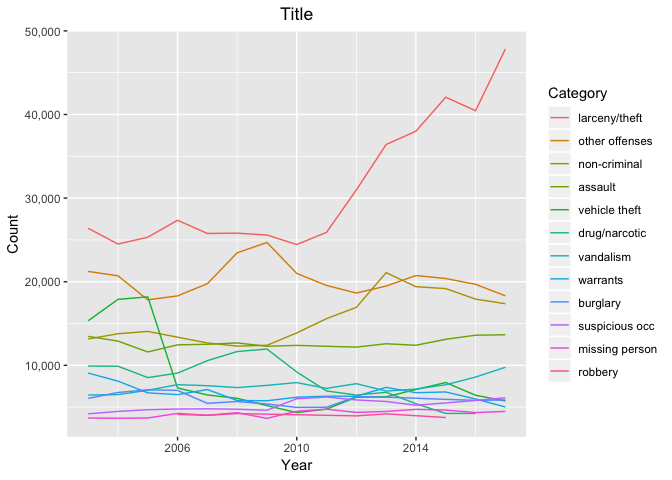 Title
50,000
40,000
30,000
20,000
10,000
Count
2006
2010
2014
Year
Category
larceny/theft
other offenses
non-criminal
assault
vehicle theft
drug/narcotic
vandalism
warrants
burglary
suspicious occ
missing person
robbery